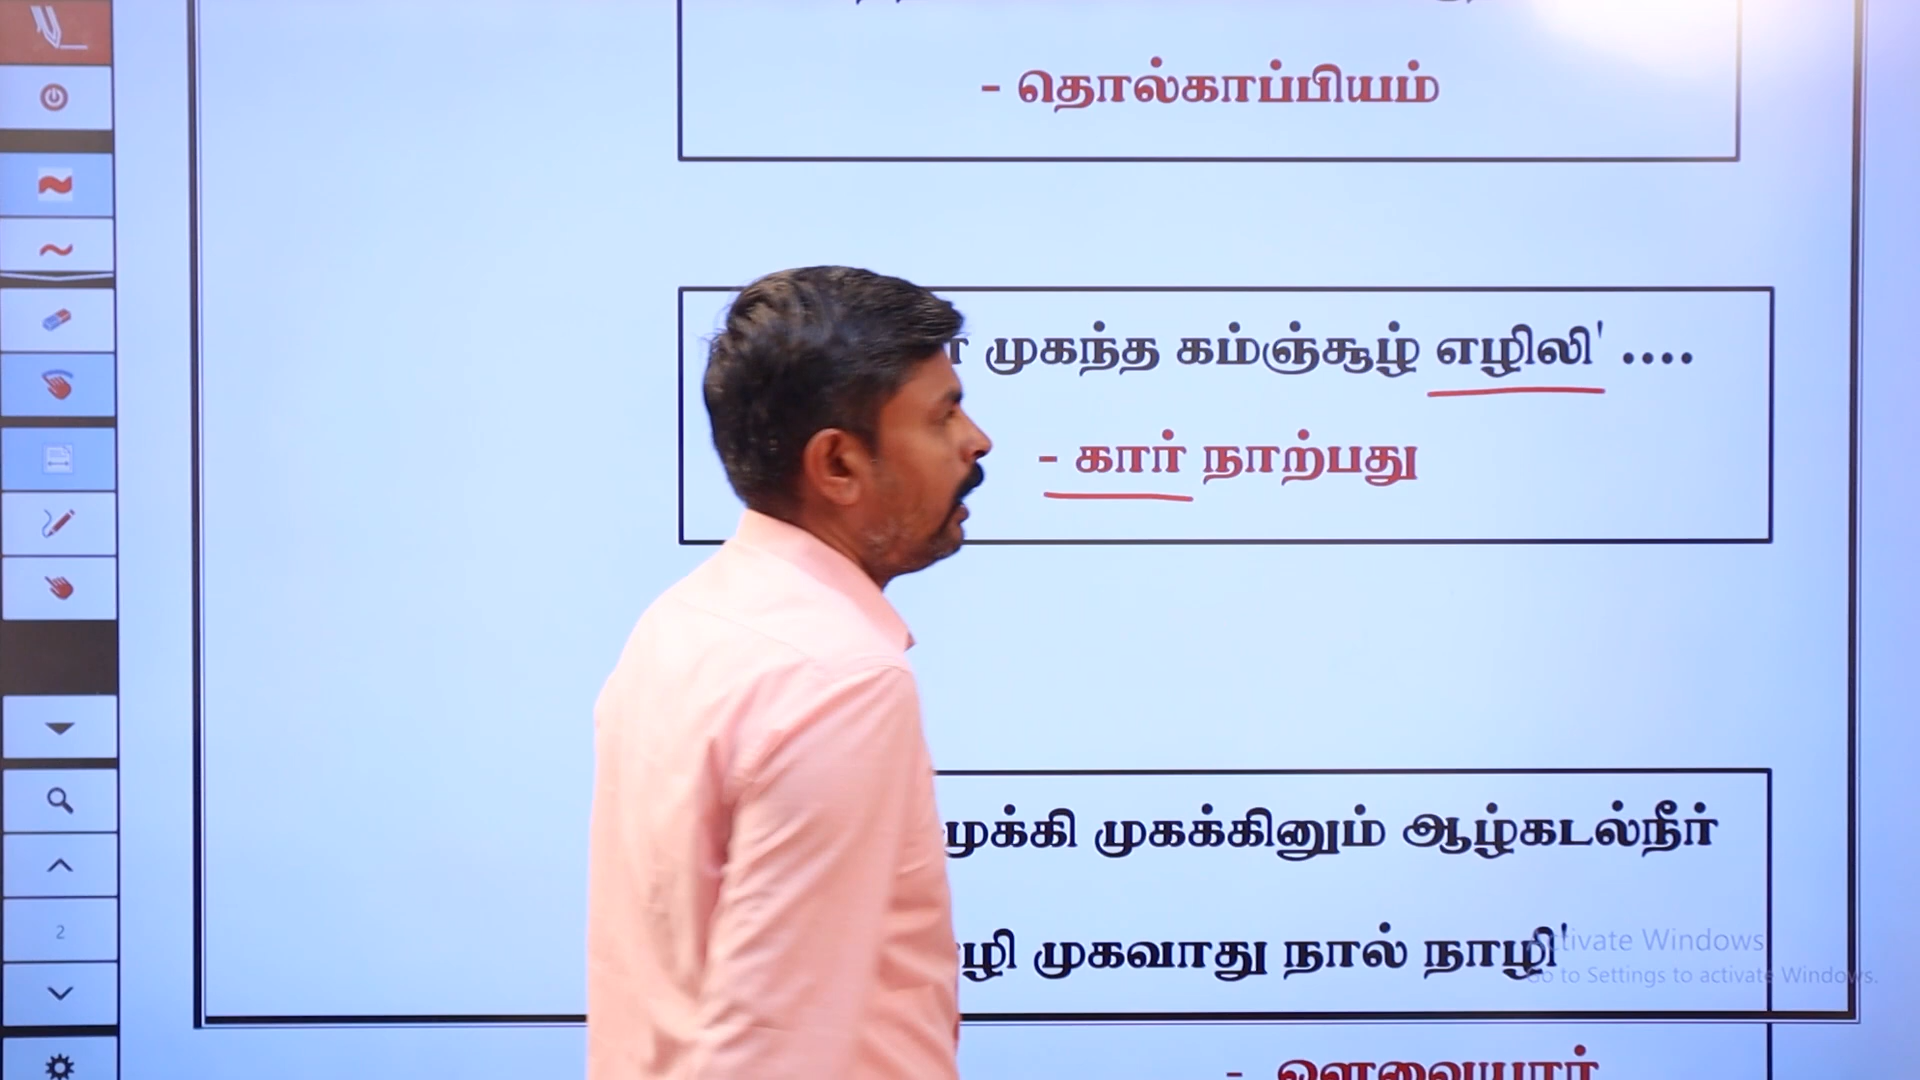 - தொல்காப்பியம்
முகந்த கம்ஞ்சூழ் எழிலி' ....
- கார் நாற்பது
முகக்கினும் ஆழ்கடல்நீர்
முகவாது நால் நாழி'
Activate Windows
Go to Settings to activate Windows.
- ஔவையார்
2